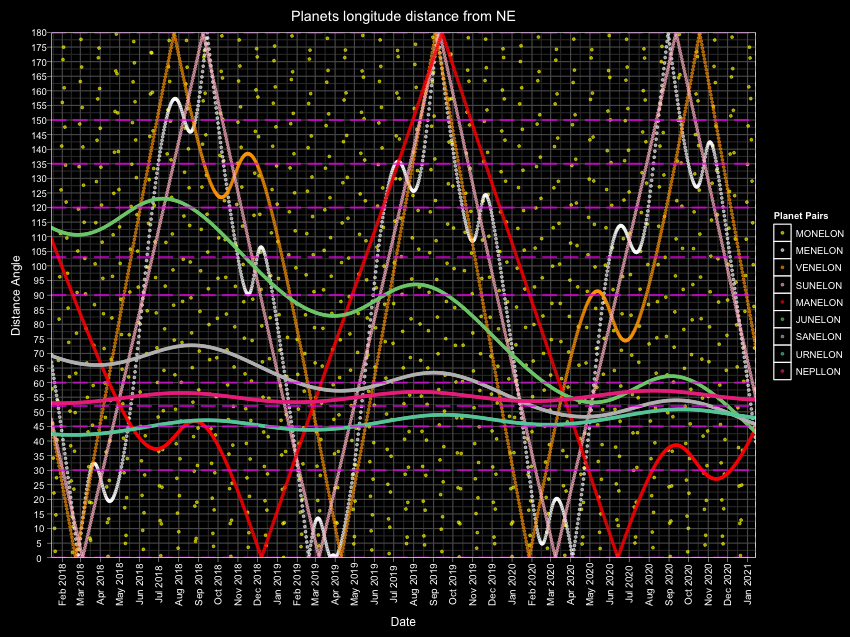 Planets longitude distance from NE
Distance Angle
180
175
170
165
160
155
150
145
140
135
130
125
120
115
110
105
100
95
90
85
80
75
70
65
60
55
50
45
40
35
30
25
20
15
10
5
0
Feb 2018
Mar 2018
Apr 2018
May 2018
Jun 2018
Jul 2018
Aug 2018
Sep 2018
Oct 2018
Nov 2018
Dec 2018
Jan 2019
Feb 2019
Mar 2019
Apr 2019
May 2019
Jun 2019
Jul 2019
Aug 2019
Sep 2019
Oct 2019
Nov 2019
Dec 2019
Jan 2020
Feb 2020
Mar 2020
Apr 2020
May 2020
Jun 2020
Jul 2020
Aug 2020
Sep 2020
Oct 2020
Nov 2020
Dec 2020
Jan 2021
Date
Planet Pairs
MONELON
MENELON
VENELON
SUNELON
MANELON
JUNELON
SANELON
URNELON
NEPLLON